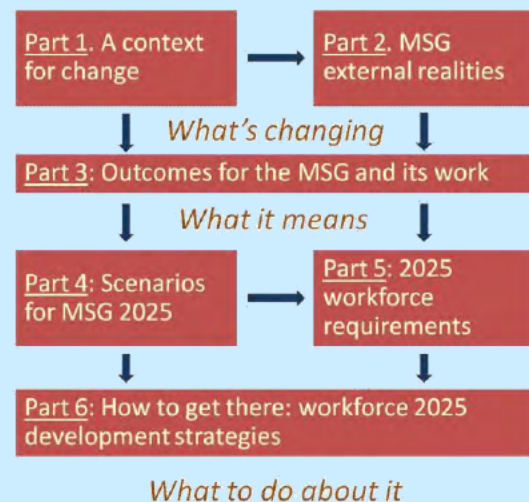 Part 1. A context
for change
Part 2. MSG
external realities
What's changing
Part 3: Outcomes for the MSG and its work
What it means
Part 4: Scenarios
for MSG 2025
Part 5: 2025
workforce
requirements
Part 6: How to get there: workforce 2025
development strategies
What to do about it